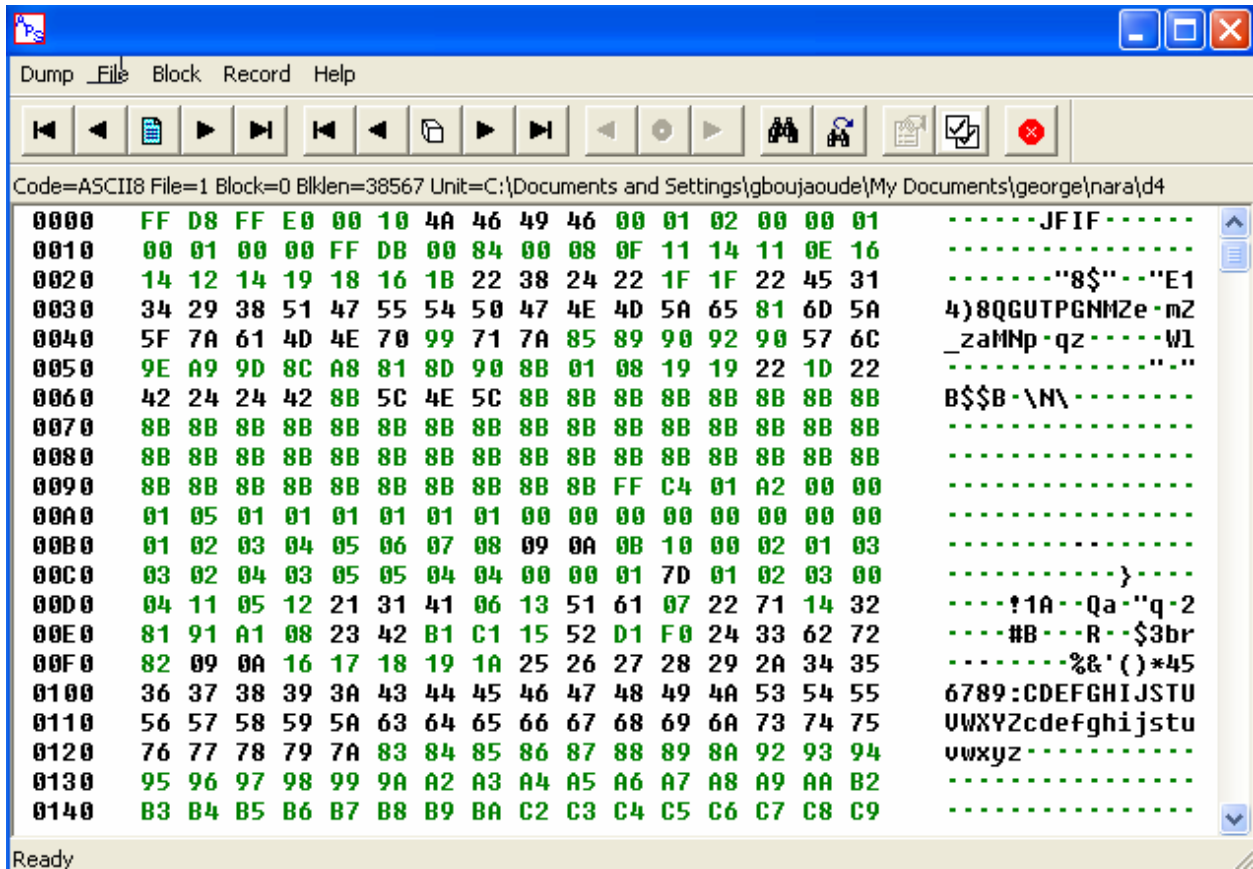 APS
Dump File Block Record Help
Code=ASCII8 File=1 Block=0 Blklen=38567 Unit=C:\Documents and Settings\gboujaoude\My Documents\george\nara\d4
0000 FF D8 FF E0 00 10 4A 46 49 46 00 01 02 00 00 01 ------JFIF------
0010 00 01 00 00 FF DB 00 84 00 08 0F 11 14 11 0E 16 ----------------
0020 14 12 14 19 18 16 1B 22 38 24 22 1F 1F 22 45 31 -------"8$"--"E1
0030 34 29 38 51 47 55 54 50 47 4E 4D 5A 65 81 6D 5A 4)8QGUTPGNMZe-mZ
0040 5F 7A 61 4D 4E 70 99 71 7A 85 89 90 92 90 57 6C _zaMNp-qz-----Wl
0050 9E A9 9D 8C A8 81 8D 90 8B 01 08 19 19 22 1D 22 -------------"-"
0060 42 24 24 42 8B 5C 4E 5C 8B 8B 8B 8B 8B 8B 8B 8B B$$B-\N\--------
0070 8B 8B 8B 8B 8B 8B 8B 8B 8B 8B 8B 8B 8B 8B 8B 8B ----------------
0080 8B 8B 8B 8B 8B 8B 8B 8B 8B 8B 8B 8B 8B 8B 8B 8B ----------------
0090 8B 8B 8B 8B 8B 8B 8B 8B 8B 8B FF C4 01 A2 00 00 ----------------
00A0 01 05 01 01 01 01 01 01 00 00 00 00 00 00 00 00 ----------------
00B0 01 02 03 04 05 06 07 08 09 0A 0B 10 00 02 01 03 ----------------
00C0 03 02 04 03 05 05 04 04 00 00 01 7D 01 02 03 00 -----------}----
00D0 04 11 05 12 21 31 41 06 13 51 61 07 22 71 14 32 ----!1A--Qa-"q-2
00E0 81 91 A1 08 23 42 B1 C1 15 52 D1 F0 24 33 62 72 ----#B---R--$3br
00F0 82 09 0A 16 17 18 19 1A 25 26 27 28 29 2A 34 35 --------%&'()*45
0100 36 37 38 39 3A 43 44 45 46 47 48 49 4A 53 54 55 6789:CDEFGHIJSTU
0110 56 57 58 59 5A 63 64 65 66 67 68 69 6A 73 74 75 VWXYZcdefghijstu
0120 76 77 78 79 7A 83 84 85 86 87 88 89 8A 92 93 94 vwxyz-----------
0130 95 96 97 98 99 9A A2 A3 A4 A5 A6 A7 A8 A9 AA B2 ----------------
0140 B3 B4 B5 B6 B7 B8 B9 BA C2 C3 C4 C5 C6 C7 C8 C9 ----------------
Ready